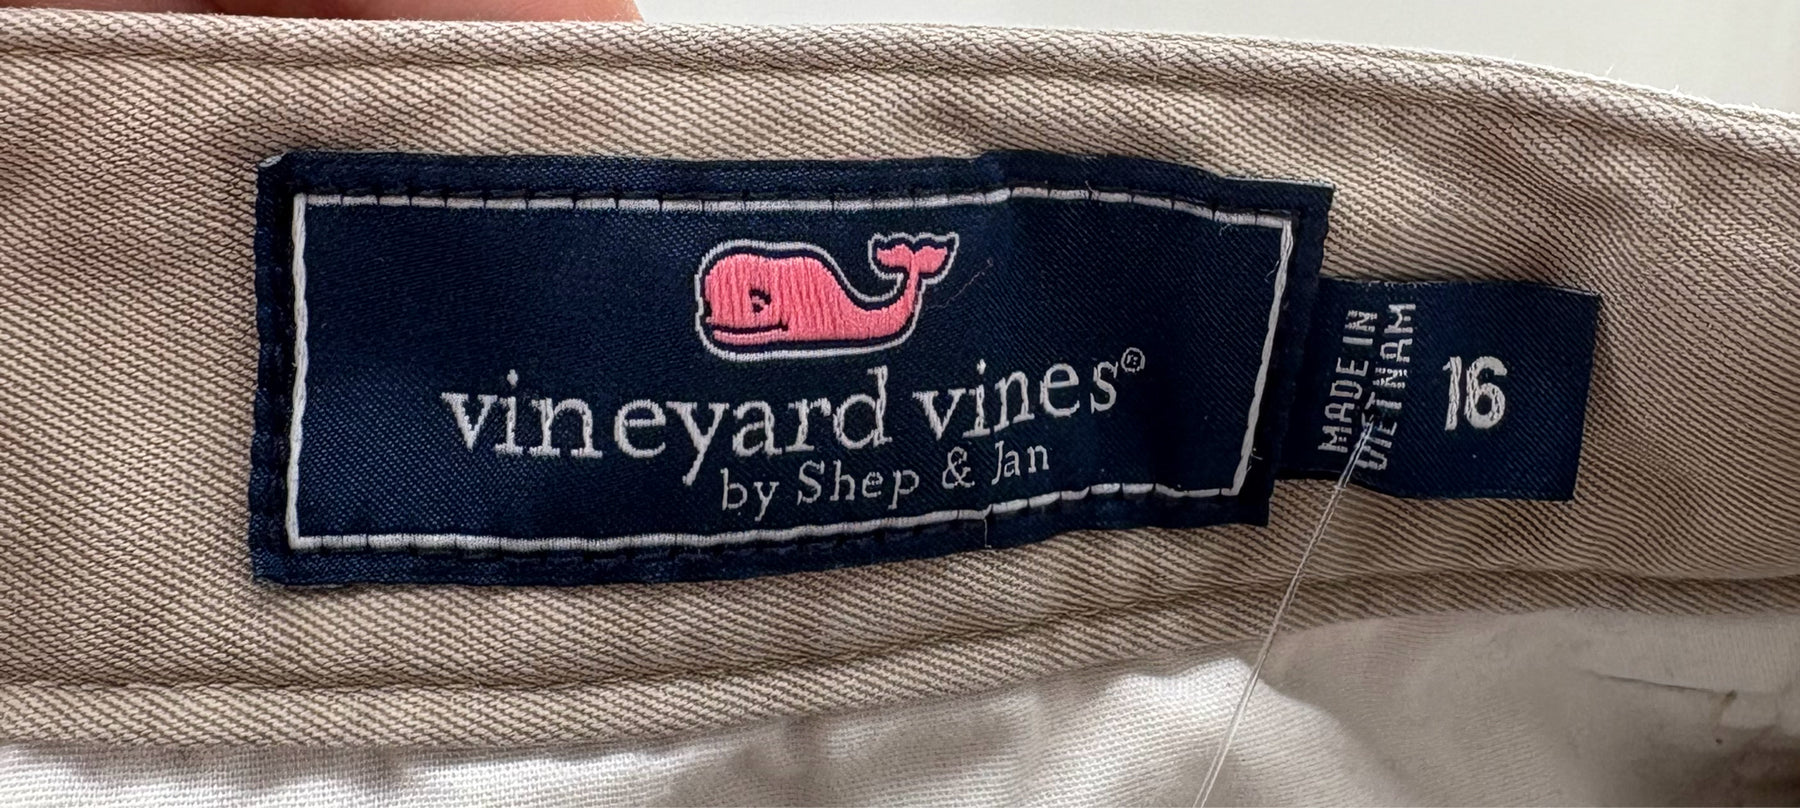 vineyard vines®
by Shep & Jan
MADE IN
VIETNAM
16